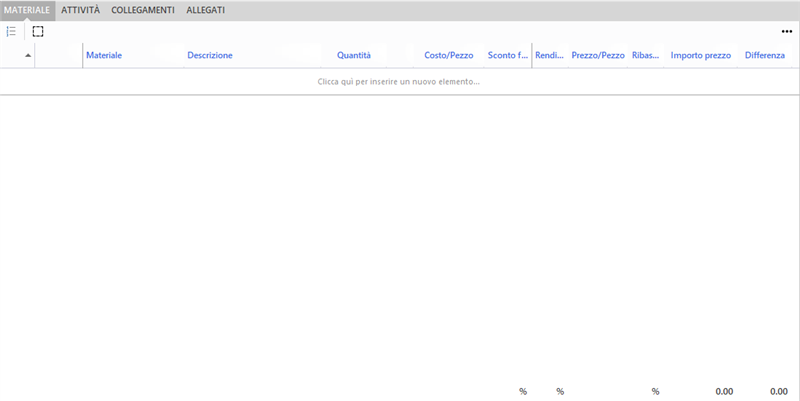 MATERIALE ATTIVITÀ COLLEGAMENTI ALLEGATI
Materiale Descrizione Quantità Costo/Pezzo Sconto f... Rendi... Prezzo/Pezzo Ribas... Importo prezzo Differenza
Clicca quì per inserire un nuovo elemento...
% % % 0.00 0.00